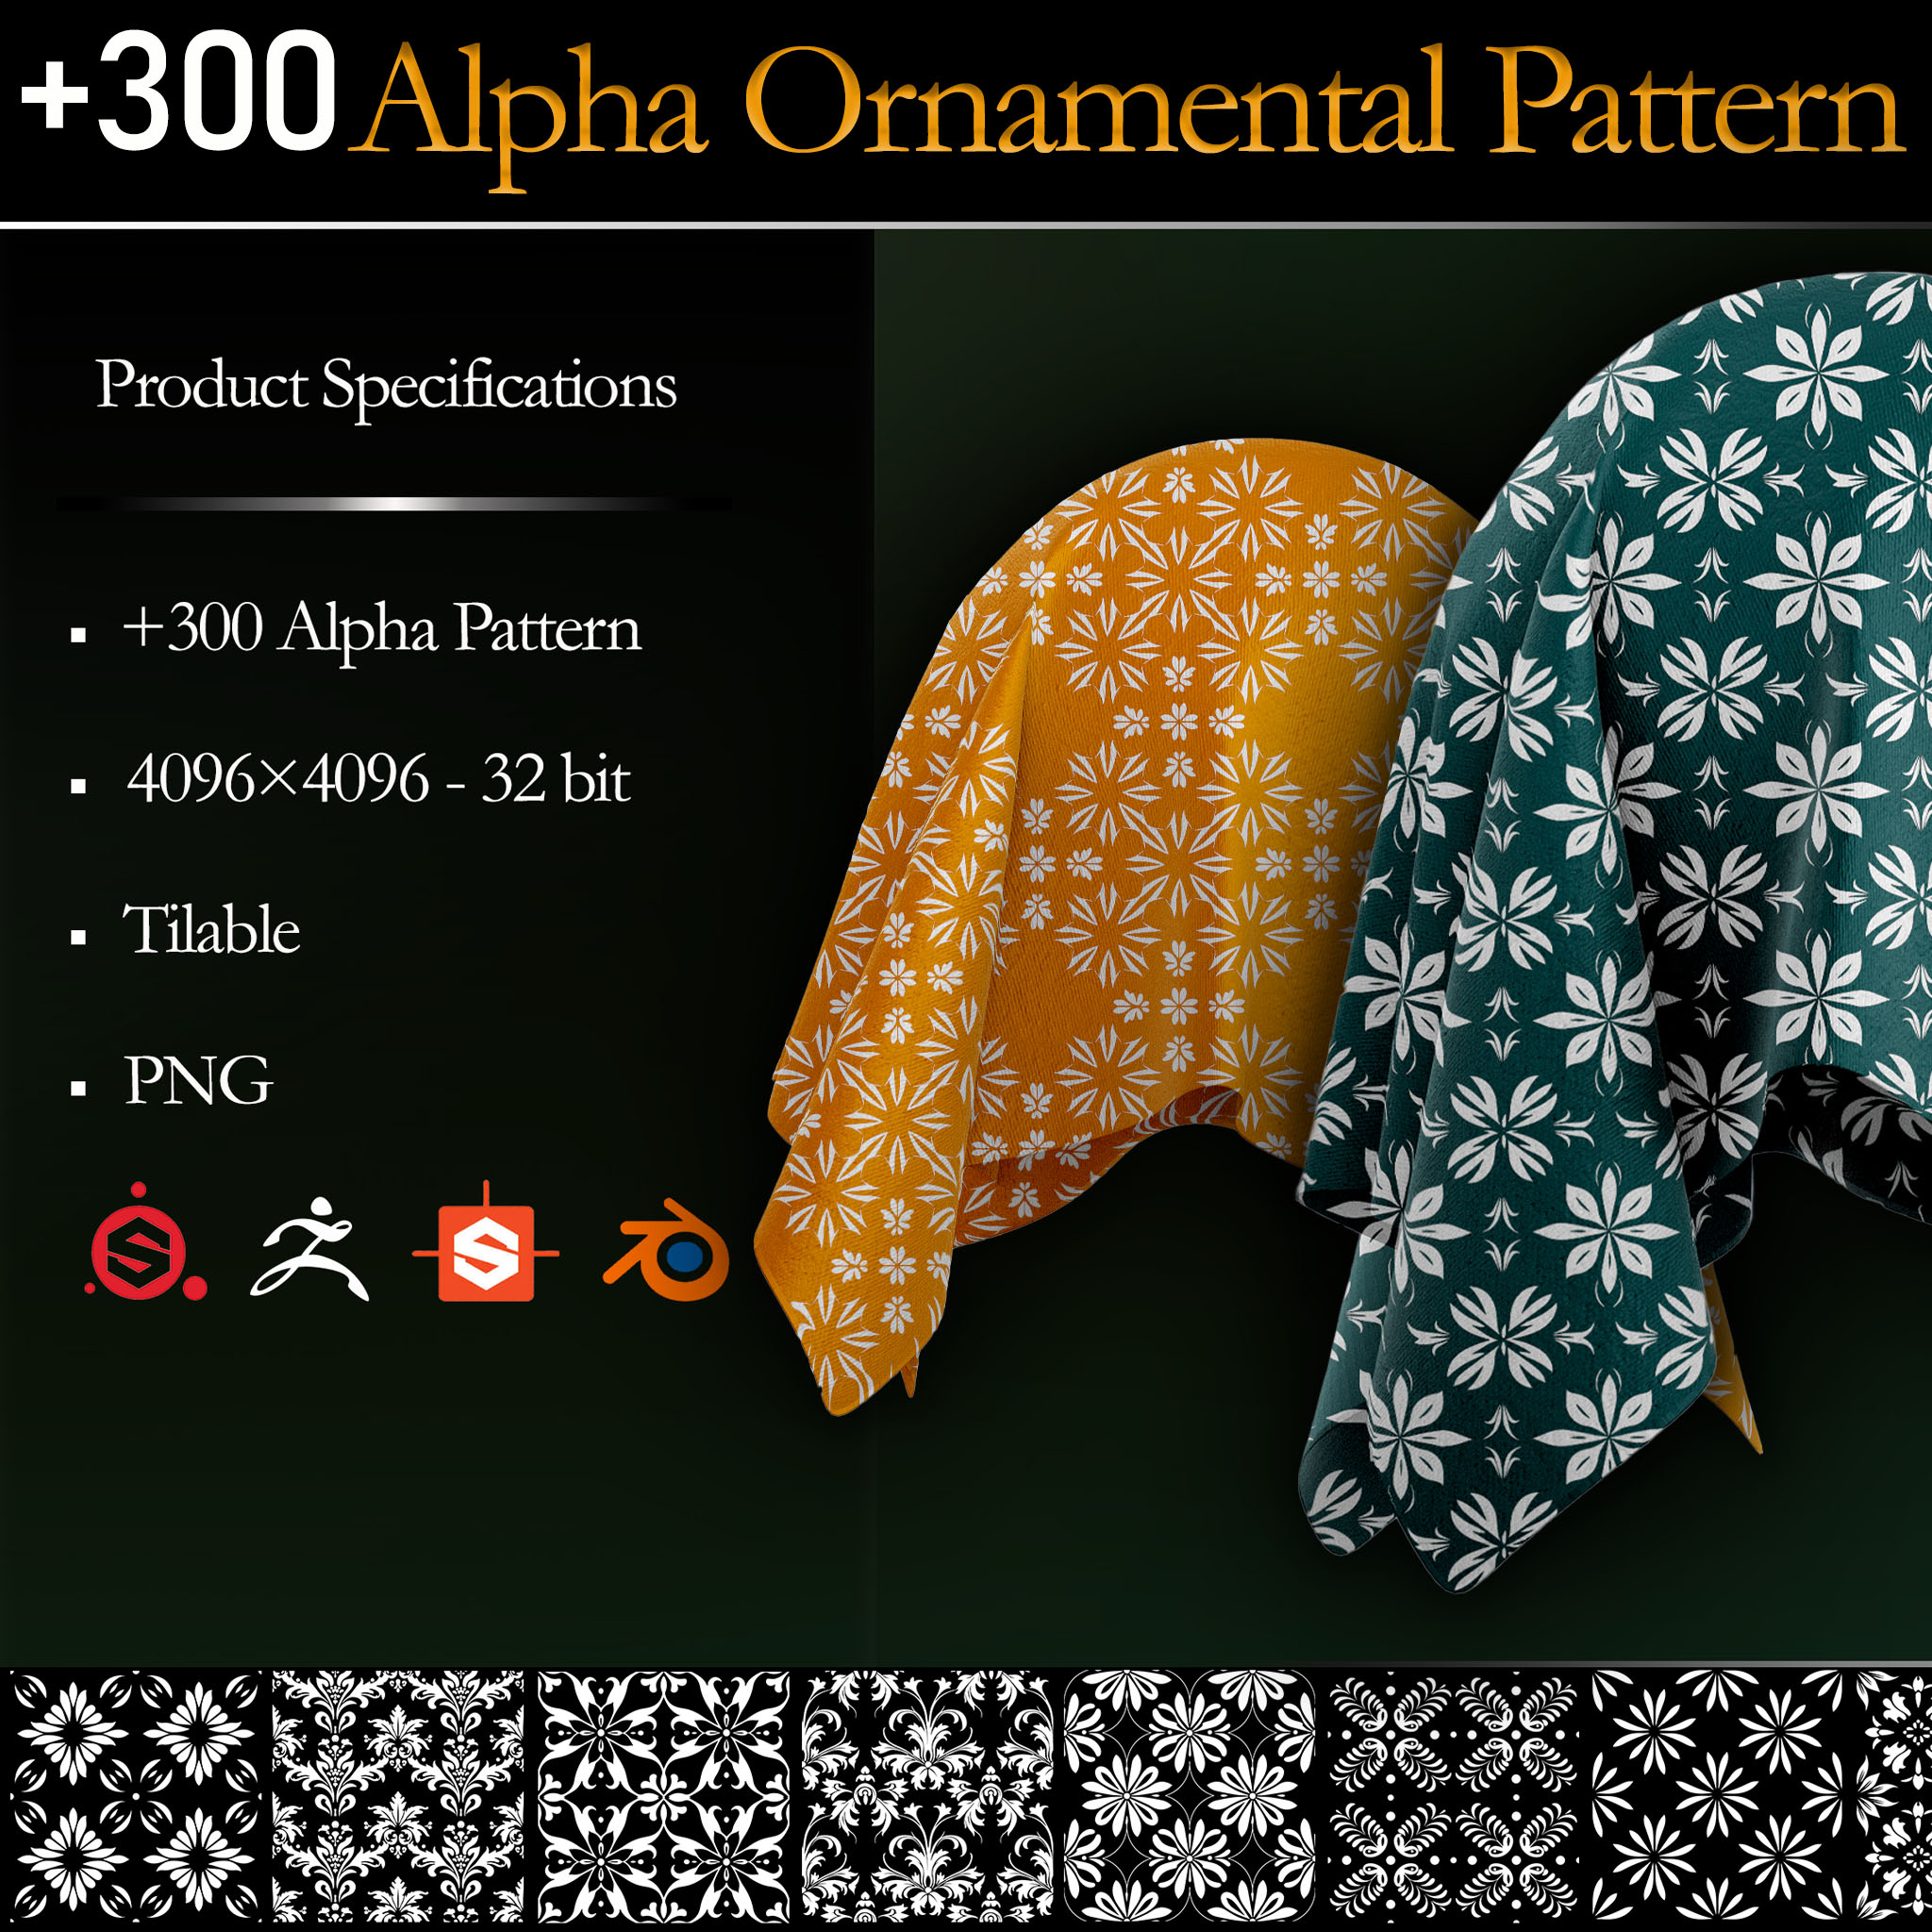 +300 Alpha Ornamental Pattern
Product Specifications
▪ +300 Alpha Pattern
▪ 4096×4096 - 32 bit
▪ Tilable
▪ PNG